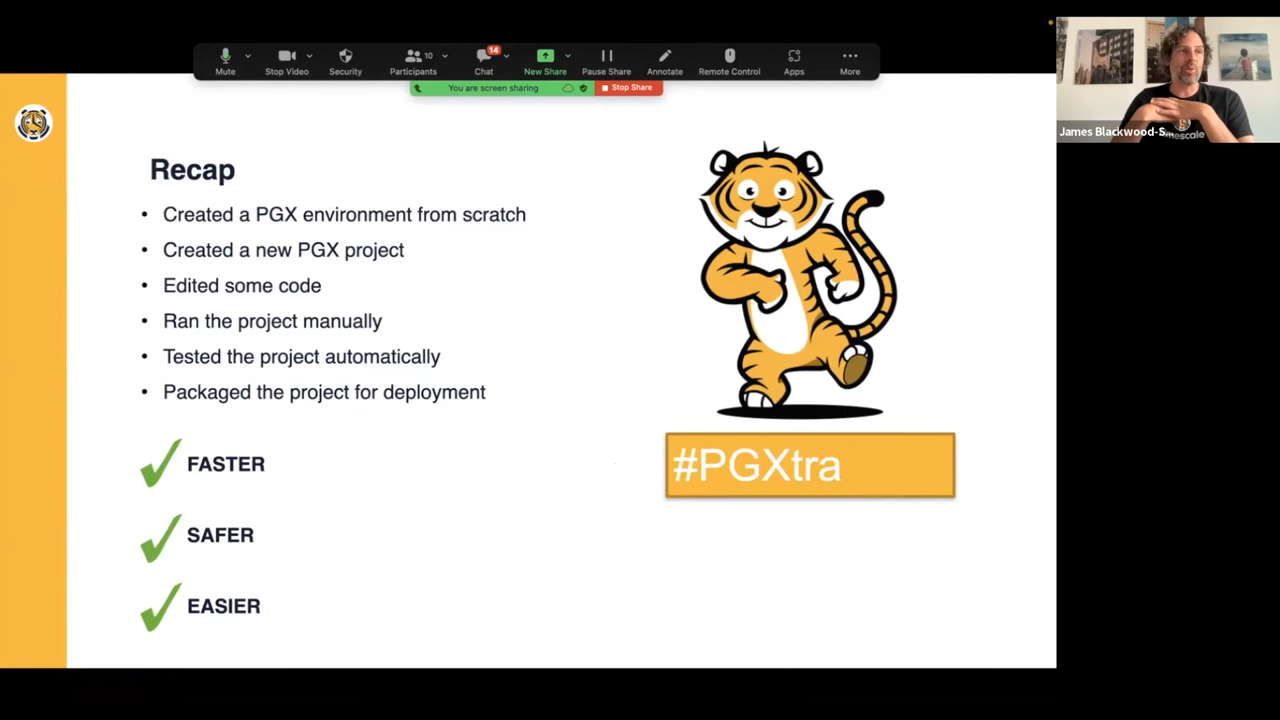 Mute
Stop Video
Security
Participants
10
Chat
14
New Share
Pause Share
Annotate
Remote Control
Apps
More
You are screen sharing
Stop Share
James Blackwood-S...
Recap
• Created a PGX environment from scratch
• Created a new PGX project
• Edited some code
• Ran the project manually
• Tested the project automatically
• Packaged the project for deployment
FASTER
SAFER
EASIER
#PGXtra